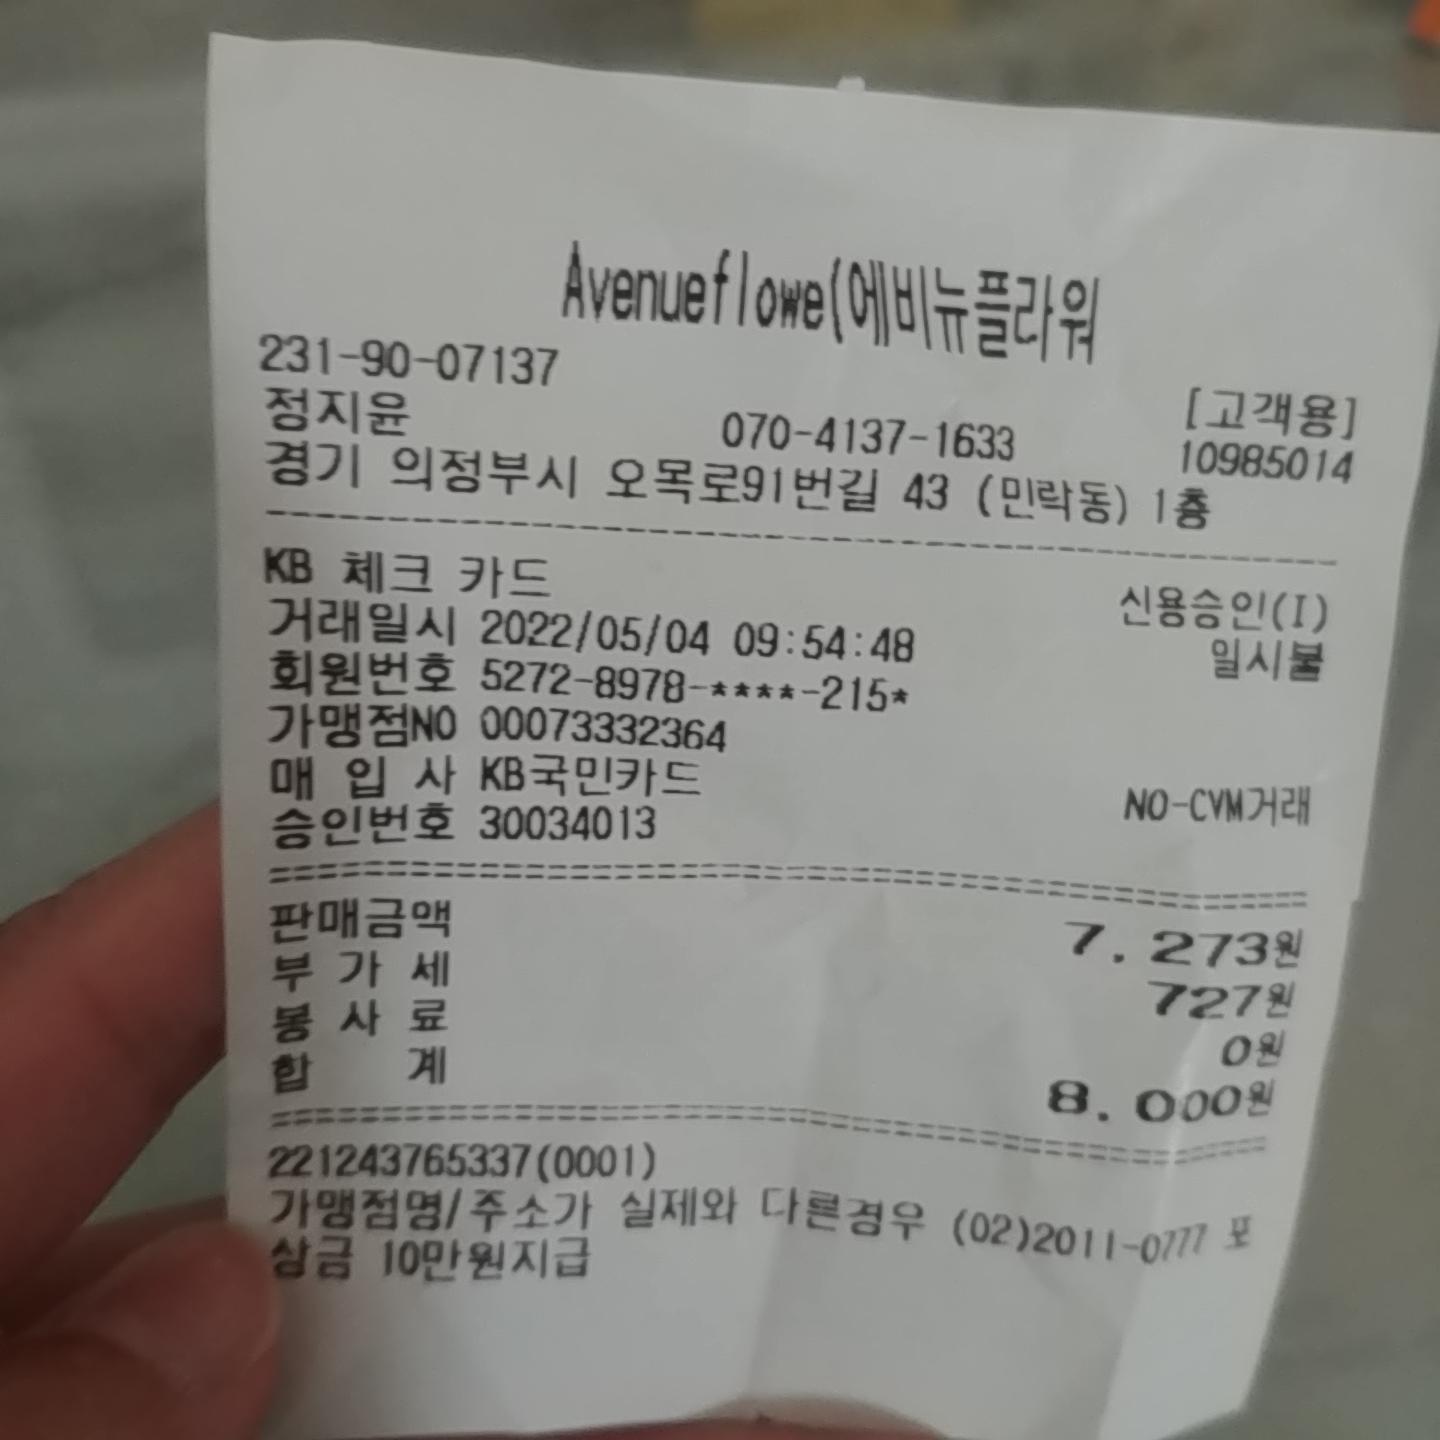 Avenueflowe(에비뉴플라워
231-90-07137 [고객용]
정지윤 070-4137-1633 10985014
경기 의정부시 오목로91번길 43 (민락동) 1층
KB 체크 카드 신용승인(I)
거래일시 2022/05/04 09:54:48 일시불
회원번호 5272-8978-****-215*
가맹점NO 00073332364
매 입 사 KB국민카드 NO-CVM거래
승인번호 30034013
판매금액 7,273원
부 가 세 727원
봉 사 료 0원
합 계 8,000원
221243765337(0001)
가맹점명/주소가 실제와 다른경우 (02)2011-0777 포
상금 10만원지급